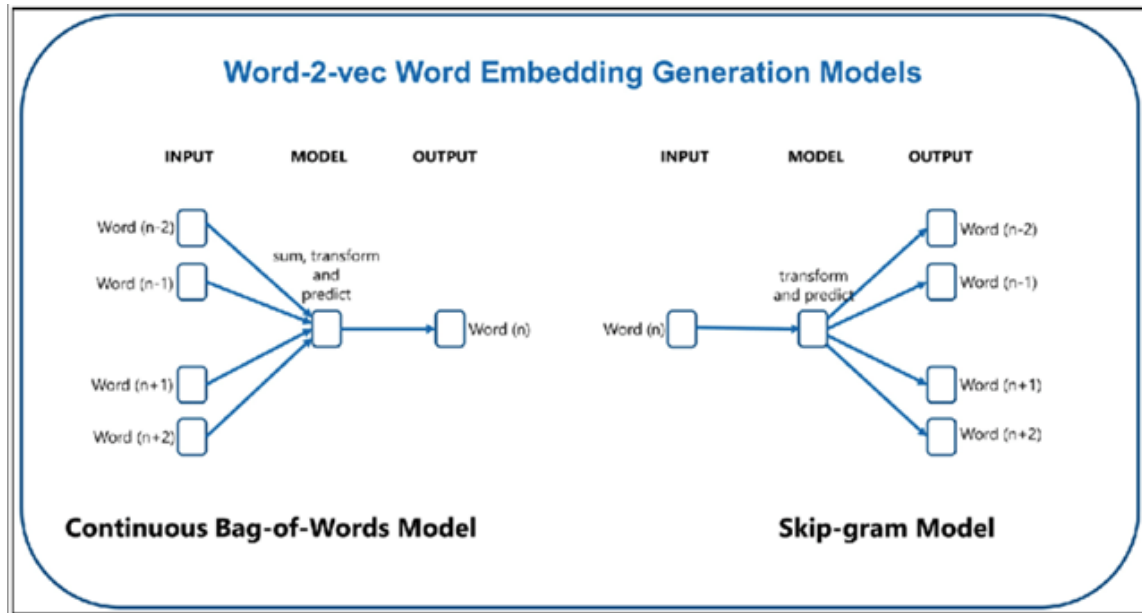 Word-2-vec Word Embedding Generation Models
INPUT MODEL OUTPUT
Word (n-2)
Word (n-1)
sum, transform
and
predict
Word (n)
Word (n+1)
Word (n+2)
Continuous Bag-of-Words Model
INPUT MODEL OUTPUT
Word (n)
transform
and predict
Word (n-2)
Word (n-1)
Word (n+1)
Word (n+2)
Skip-gram Model